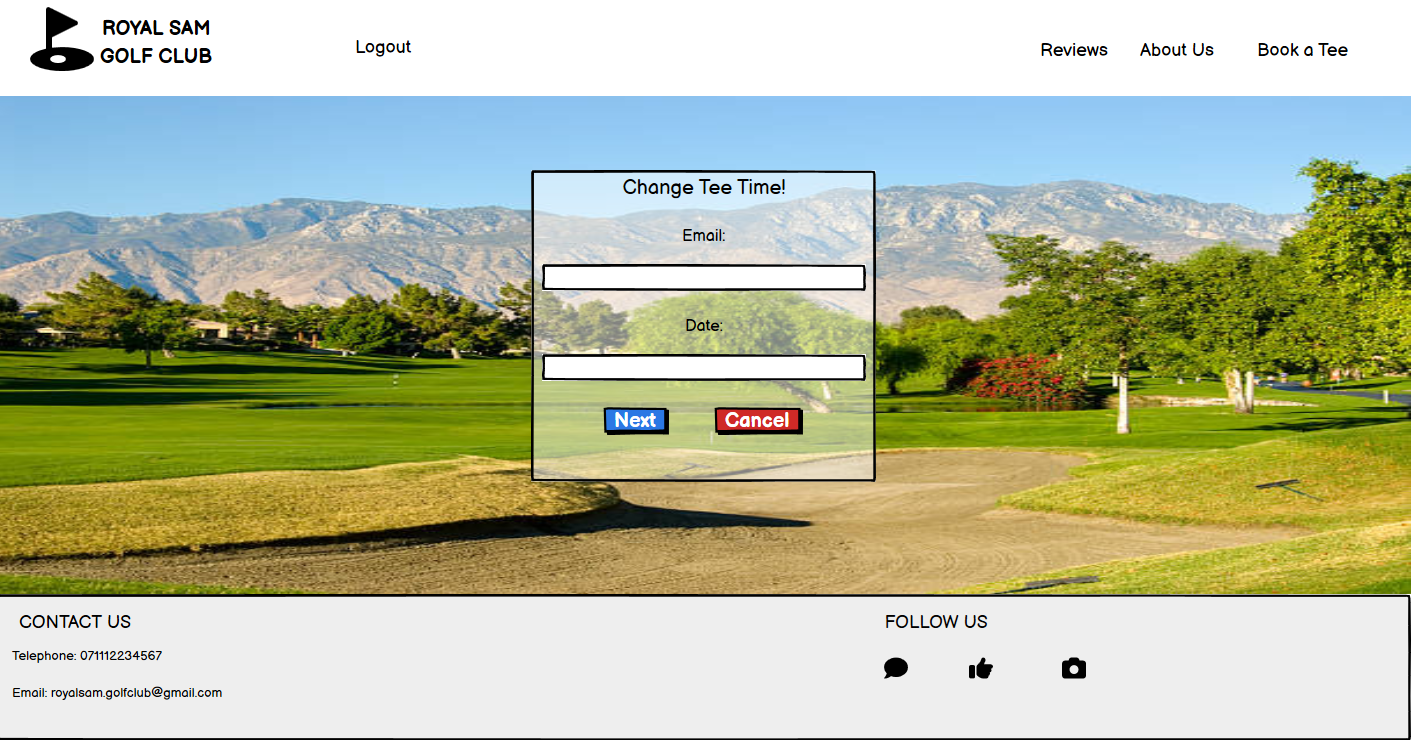 ROYAL SAM
GOLF CLUB
Logout
Reviews
About Us
Book a Tee
Change Tee Time!
Email:
Date:
Next
Cancel
CONTACT US
FOLLOW US
Telephone: 071112234567
Email: royalsam.golfclub@gmail.com